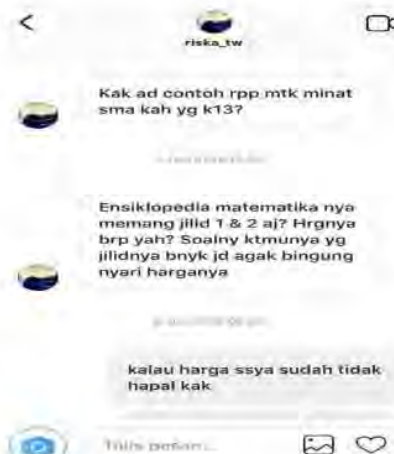 riska_tw
Kak ad contoh rpp mtk minat
sma kah yg k13?
Ensiklopedia matematika nya
memang jilid 1 & 2 aj? Hrgnya
brp yah? Soalny ktmunya yg
jilidnya bnyk jd agak bingung
nyari harganya
kalau harga ssya sudah tidak
hapal kak
Tulis pesan...